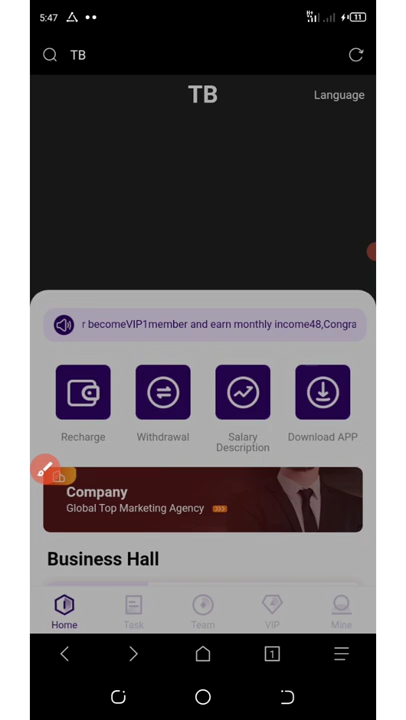 5:47
11
TB
TB
Language
r becomeVIP1member and earn monthly income48,Congra
Recharge
Withdrawal
Salary
Description
Download APP
Company
Global Top Marketing Agency
Business Hall
Home
Task
Team
VIP
Mine
1